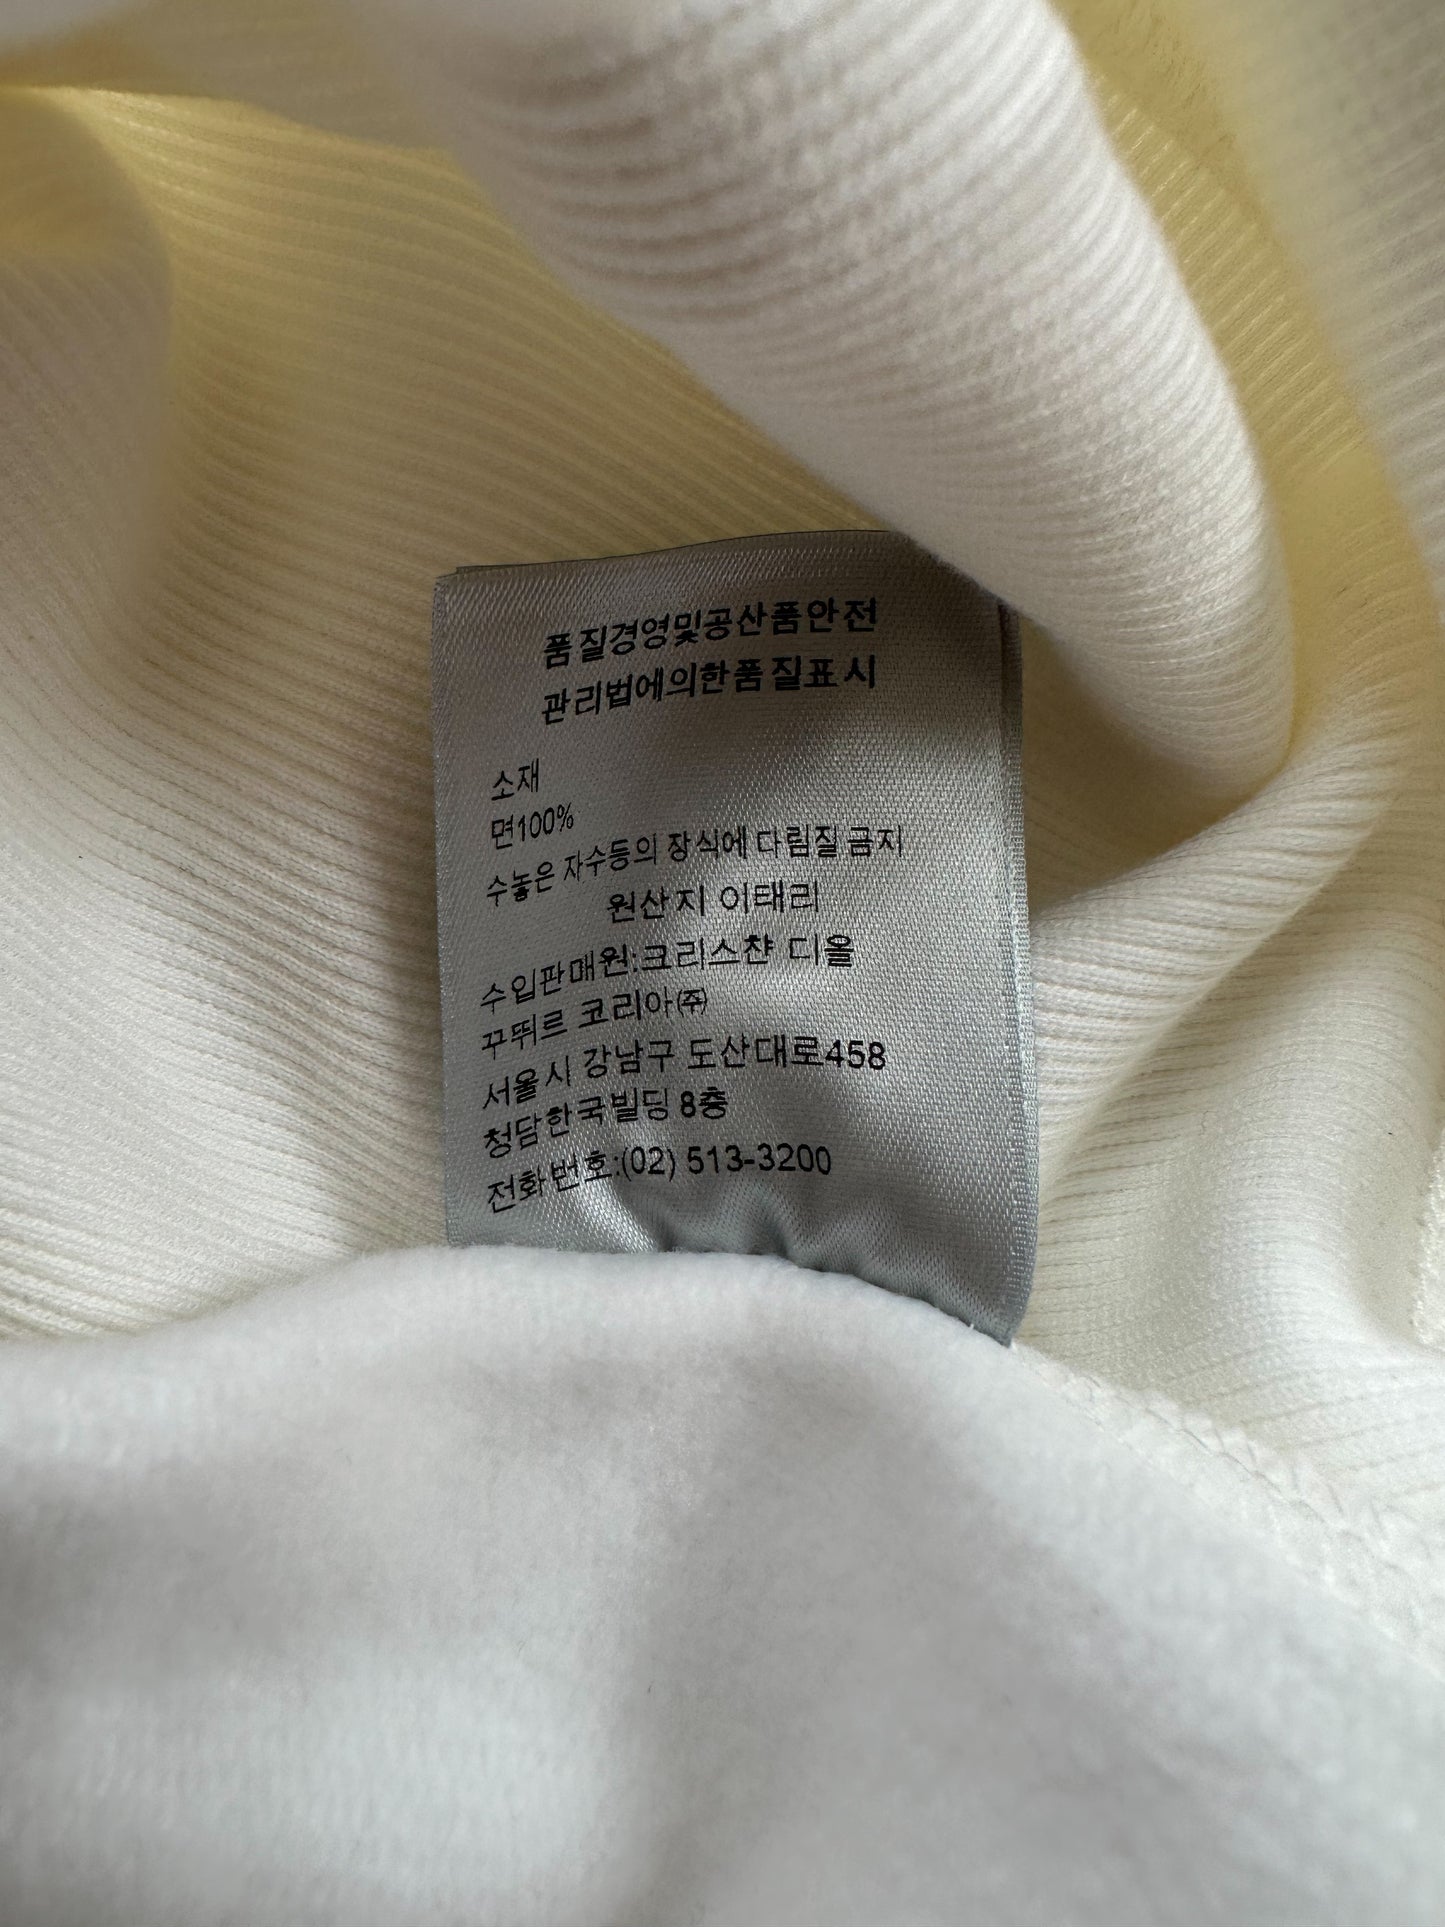 품질경영및공산품안전
관리법에의한품질표시
소재
면100%
수놓은 자수등의 장식에 다림질 금지
원산지 이태리
수입판매원:크리스챤 디올
꾸뛰르 코리아㈜
서울시 강남구 도산대로458
청담한국빌딩 8층
전화번호:(02) 513-3200